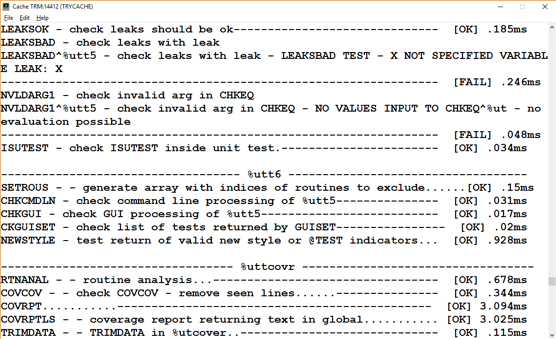 Cache TRM:14412 (TRYCACHE)
File Edit Help
LEAKSOK - check leaks should be ok------------------------------- [OK] .185ms
LEAKSBAD - check leaks with leak
LEAKSBAD^%utt5 - check leaks with leak - LEAKSBAD TEST - X NOT SPECIFIED VARIABL
E LEAK: X
----------------------------------------------------------------- [FAIL] .246ms
NVLDARG1 - check invalid arg in CHKEQ
NVLDARG1^%utt5 - check invalid arg in CHKEQ - NO VALUES INPUT TO CHKEQ^%ut - no
evaluation possible
----------------------------------------------------------------- [FAIL] .048ms
ISUTEST - check ISUTEST inside unit test.------------------------ [OK] .034ms
------------------------------------ %utt6 ------------------------------------
SETROUS - - generate array with indices of routines to exclude......[OK] .15ms
CHKCMDLN - check command line processing of %utt5---------------- [OK] .031ms
CHKGUI - check GUI processing of %utt5--------------------------- [OK] .017ms
CKGUISET - check list of tests returned by GUISET---------------- [OK] .02ms
NEWSTYLE - test return of valid new style or @TEST indicators... [OK] .928ms
----------------------------------- %uttcovr -----------------------------------
RTNANAL - - routine analysis...---------------------------------- [OK] .678ms
COVCOV - - check COVCOV - remove seen lines......---------------- [OK] .344ms
COVRPT...........----------------------------------------------- [OK] 3.094ms
COVRPTLS - - coverage report returning text in global........... [OK] 3.025ms
TRIMDATA - - TRIMDATA in %utcover..------------------------------ [OK] .115ms